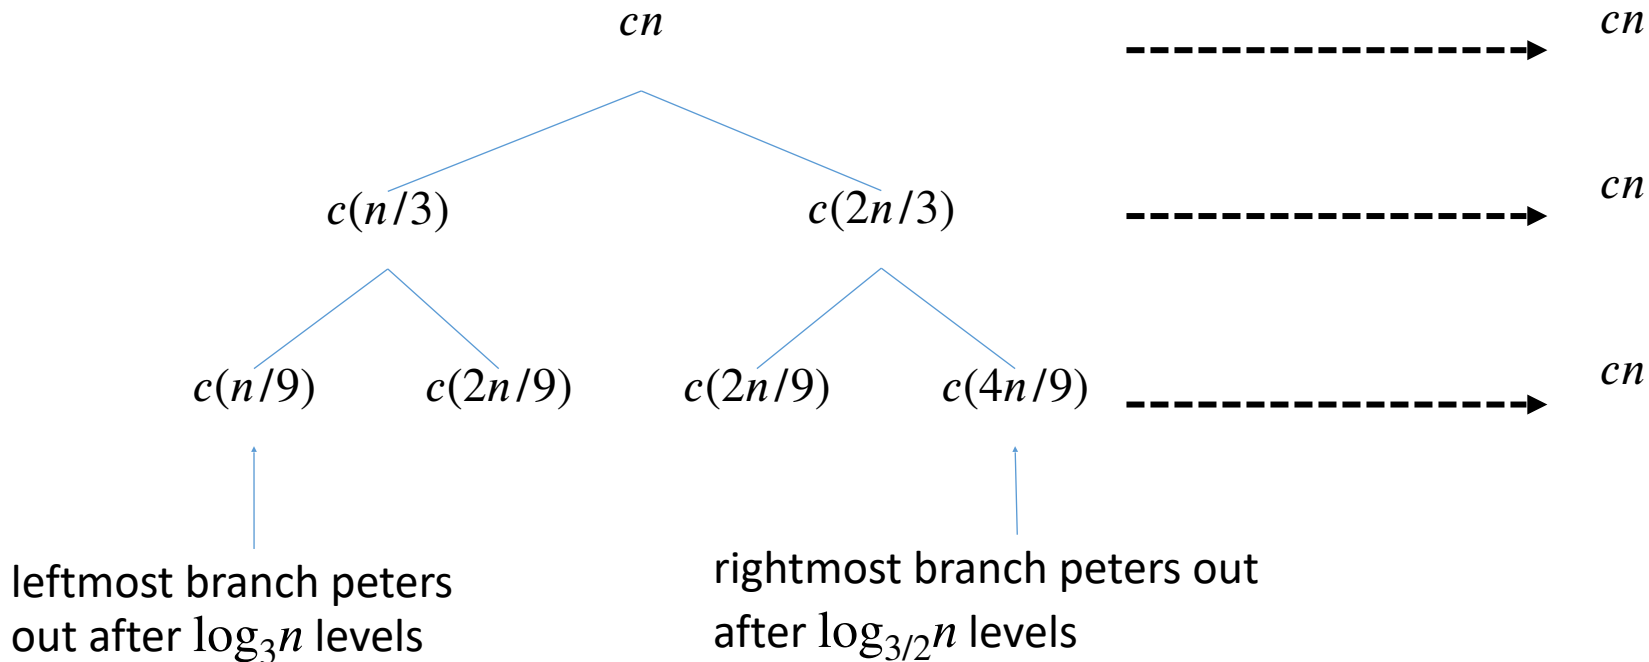 cn cn
c(n/3) c(2n/3) cn
c(n/9) c(2n/9) c(2n/9) c(4n/9) cn
leftmost branch peters
out after log₃n levels
rightmost branch peters out
after log₃/₂n levels